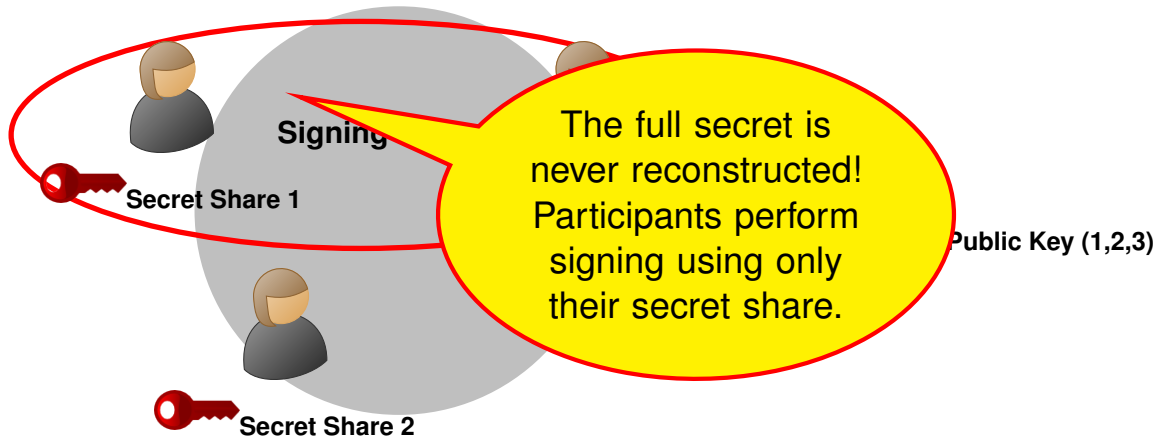 Signing
Secret Share 1
The full secret is
never reconstructed!
Participants perform
signing using only
their secret share.
Public Key (1,2,3)
Secret Share 2